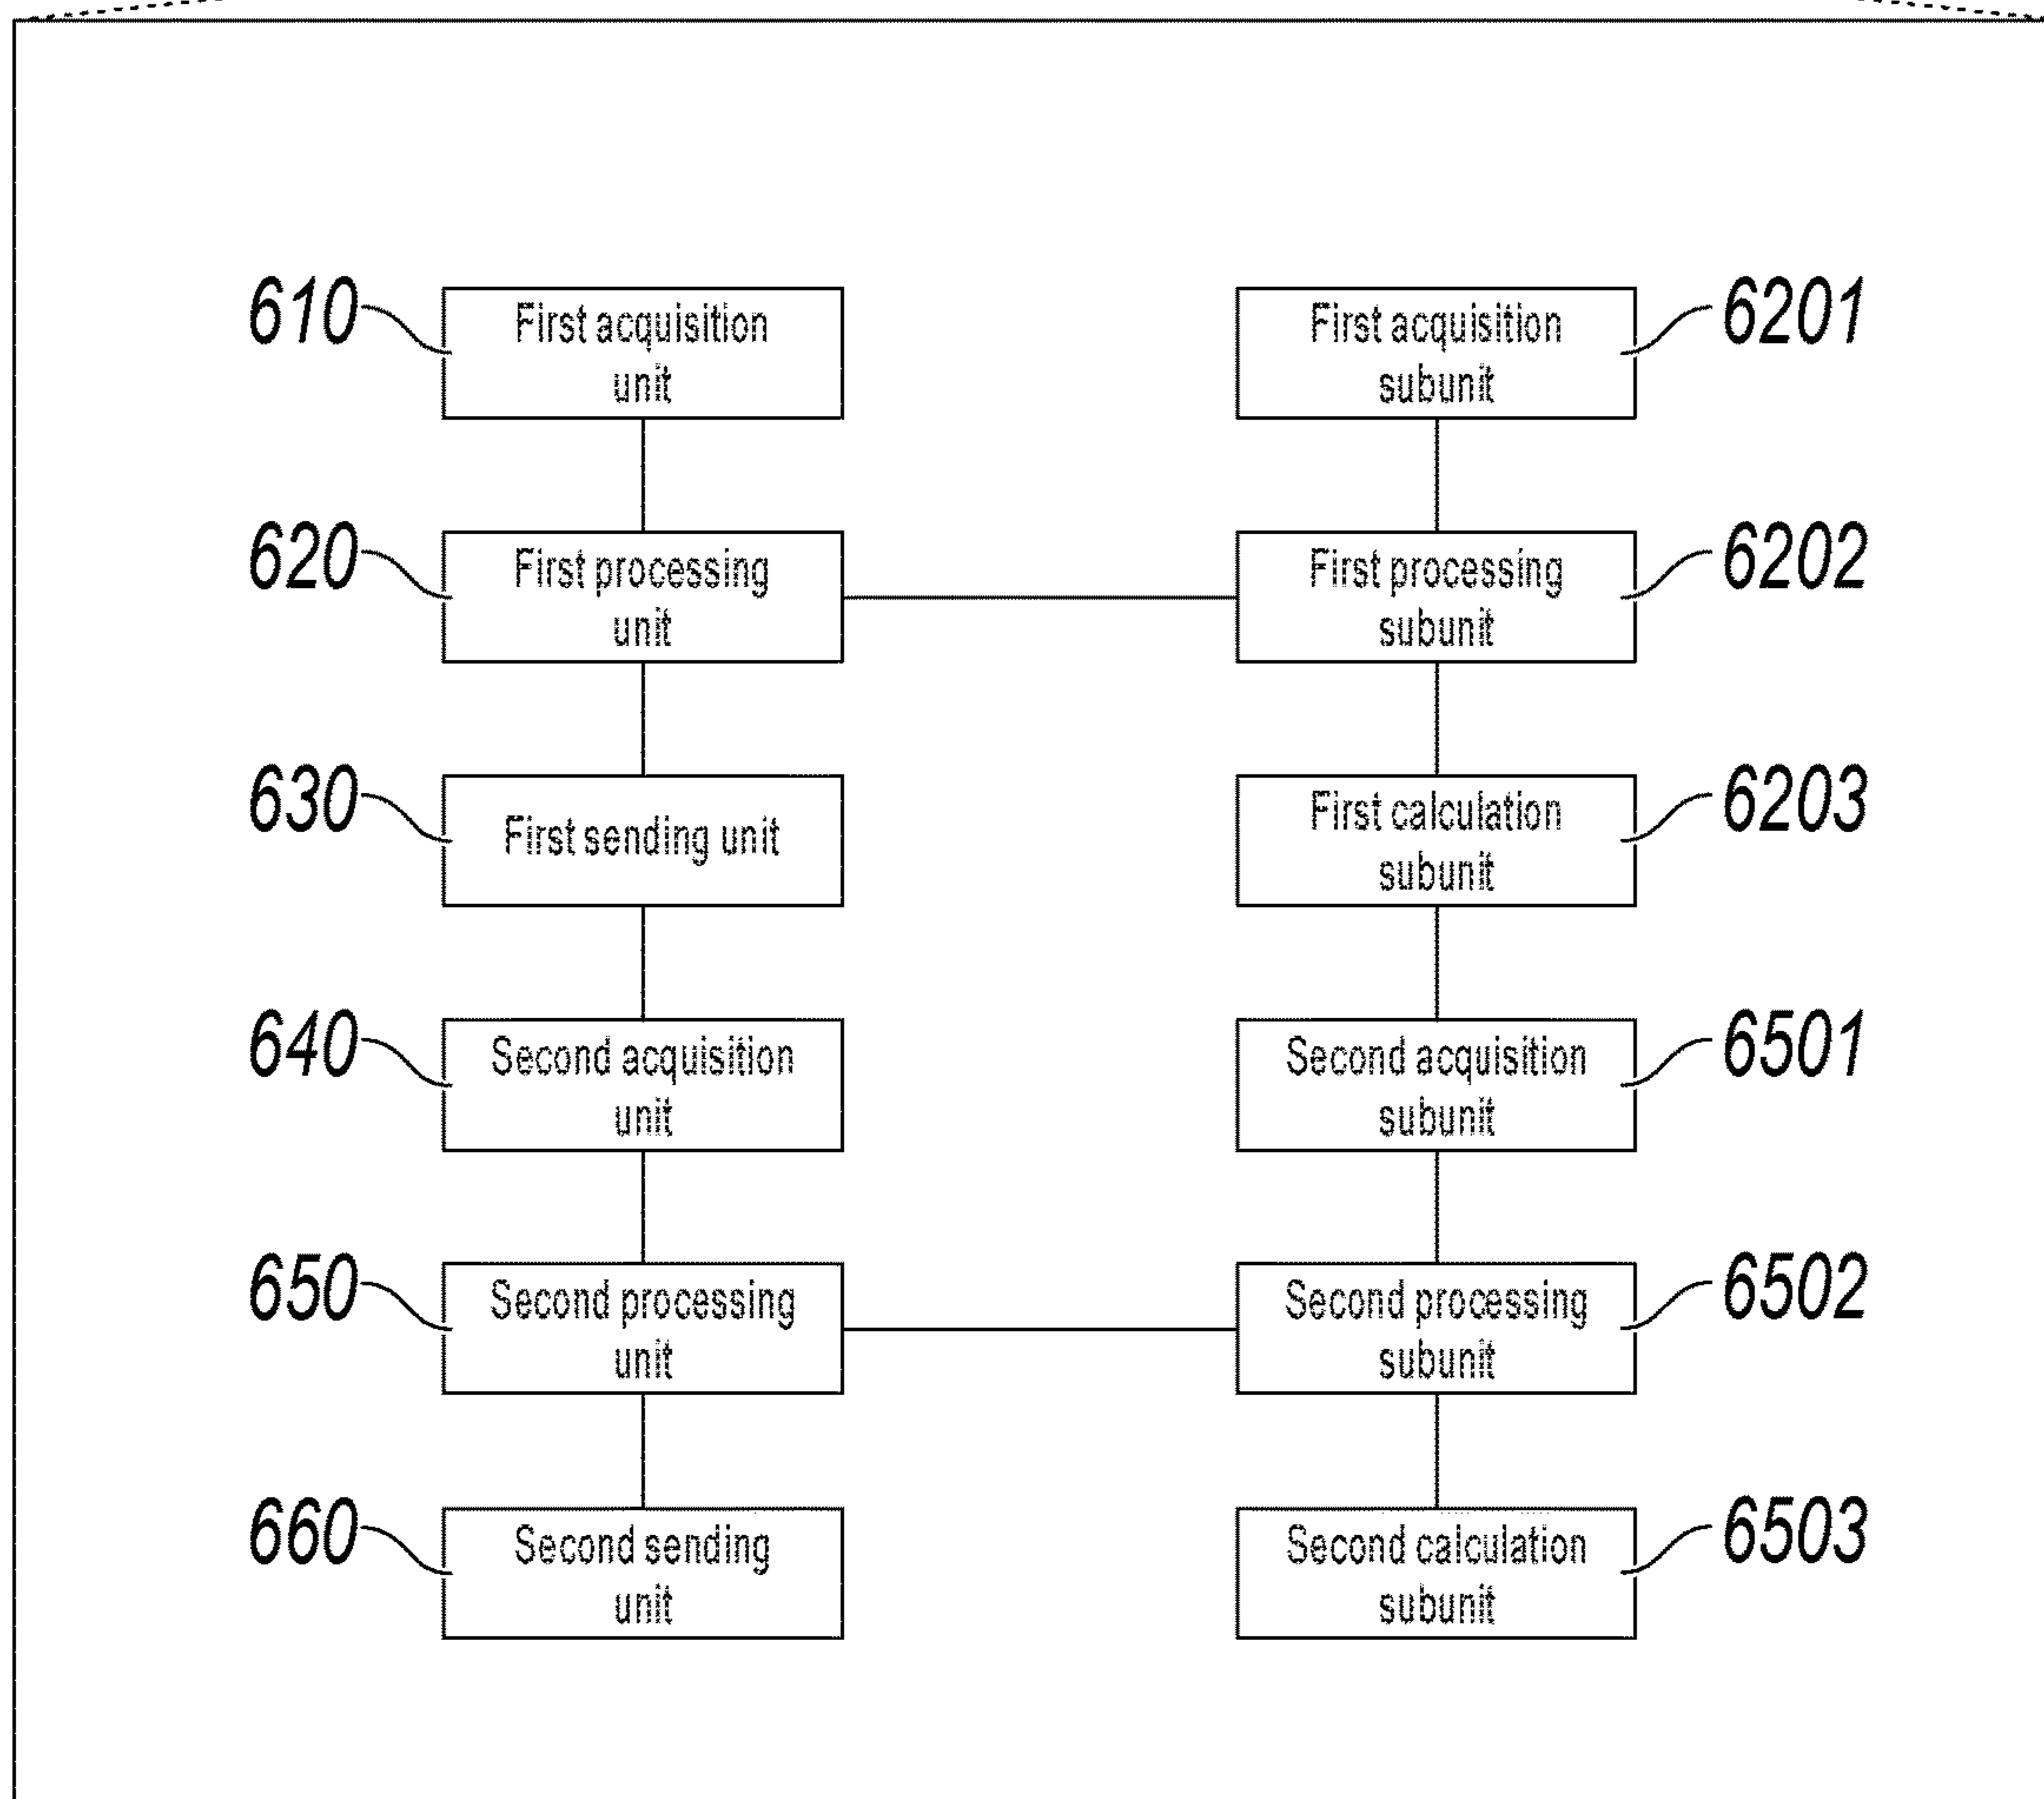 610
First acquisition
unit
First acquisition
subunit
6201
620
First processing
unit
First processing
subunit
6202
630
First sending unit
First calculation
subunit
6203
640
Second acquisition
unit
Second acquisition
subunit
6501
650
Second processing
unit
Second processing
subunit
6502
660
Second sending
unit
Second calculation
subunit
6503